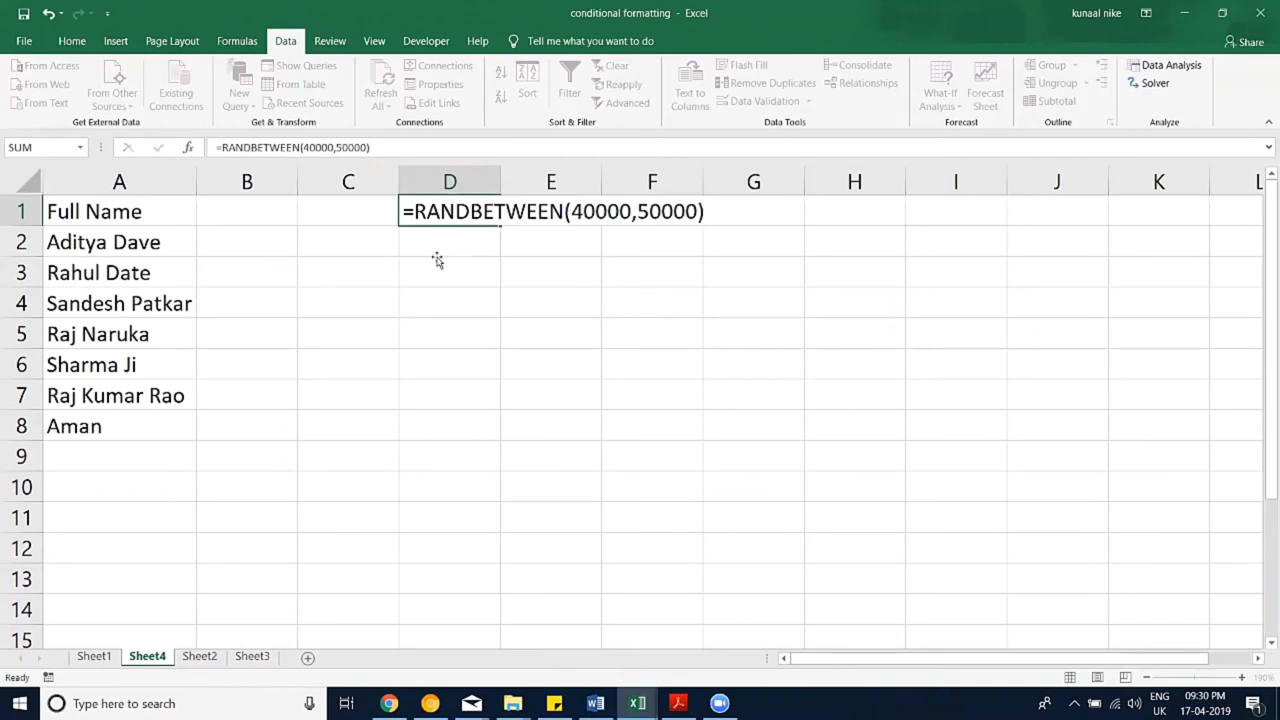 conditional formatting - Excel
kunaal nike
File Home Insert Page Layout Formulas Data Review View Developer Help Tell me what you want to do Share
From Access
From Web
From Text
From Other Sources
Existing Connections
Get External Data
New Query
Show Queries
From Table
Recent Sources
Get & Transform
Refresh All
Connections
Properties
Edit Links
Connections
Sort
Filter
Clear
Reapply
Advanced
Sort & Filter
Text to Columns
Flash Fill
Remove Duplicates
Data Validation
Consolidate
Relationships
Data Tools
What-If Analysis
Forecast Sheet
Forecast
Group
Ungroup
Subtotal
Outline
Data Analysis
Solver
Analyze
SUM =RANDBETWEEN(40000,50000)
A B C D E F G H I J K L
1 Full Name =RANDBETWEEN(40000,50000)
2 Aditya Dave
3 Rahul Date
4 Sandesh Patkar
5 Raj Naruka
6 Sharma Ji
7 Raj Kumar Rao
8 Aman
9
10
11
12
13
14
15
Sheet1 Sheet4 Sheet2 Sheet3
Ready 190%
Type here to search
ENG 09:30 PM
UK 17-04-2019